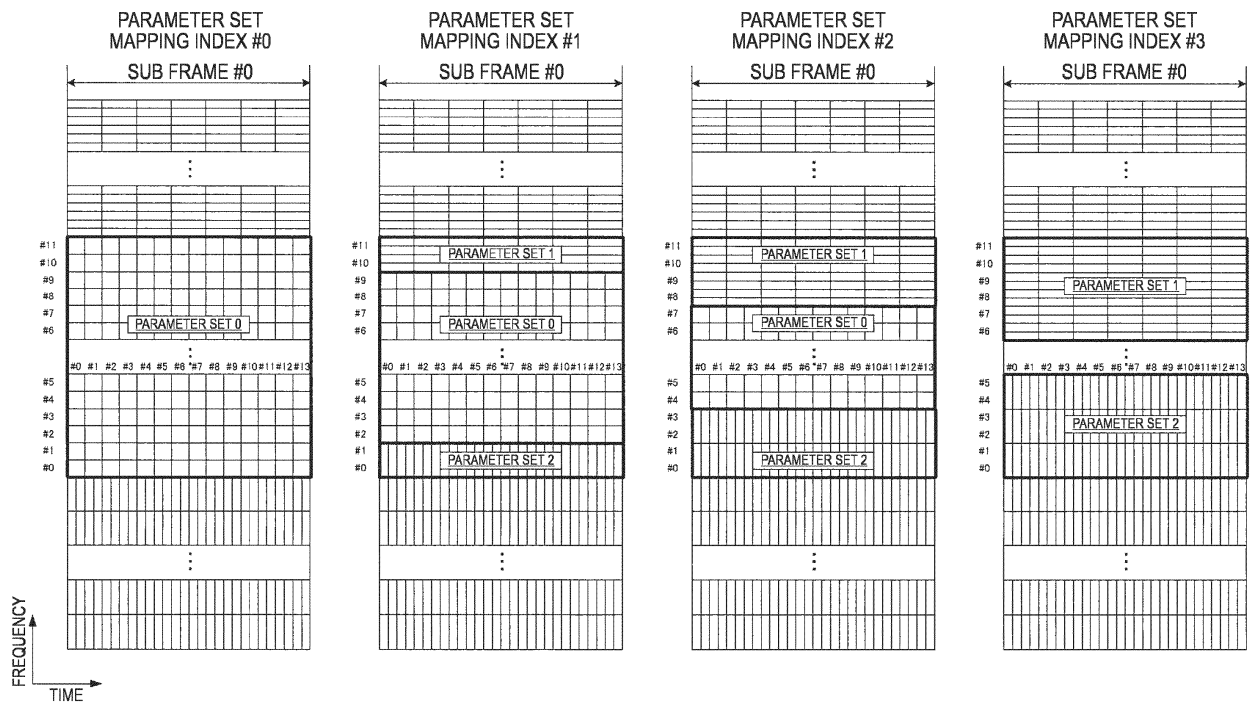 PARAMETER SET
MAPPING INDEX #0
SUB FRAME #0
#11
#10
#9
#8
#7
#6
PARAMETER SET 0
#0 #1 #2 #3 #4 #5 #6 #7 #8 #9 #10 #11 #12 #13
#5
#4
#3
#2
#1
#0
PARAMETER SET
MAPPING INDEX #1
SUB FRAME #0
#11
PARAMETER SET 1
#10
#9
#8
#7
#6
PARAMETER SET 0
#0 #1 #2 #3 #4 #5 #6 #7 #8 #9 #10 #11 #12 #13
#5
#4
#3
#2
#1
#0
PARAMETER SET 2
PARAMETER SET
MAPPING INDEX #2
SUB FRAME #0
#11
PARAMETER SET 1
#10
#9
#8
#7
#6
PARAMETER SET 0
#0 #1 #2 #3 #4 #5 #6 #7 #8 #9 #10 #11 #12 #13
#5
#4
#3
#2
#1
#0
PARAMETER SET 2
PARAMETER SET
MAPPING INDEX #3
SUB FRAME #0
#11
#10
#9
PARAMETER SET 1
#8
#7
#6
#0 #1 #2 #3 #4 #5 #6 #7 #8 #9 #10 #11 #12 #13
#5
#4
#3
PARAMETER SET 2
#2
#1
#0
FREQUENCY
TIME